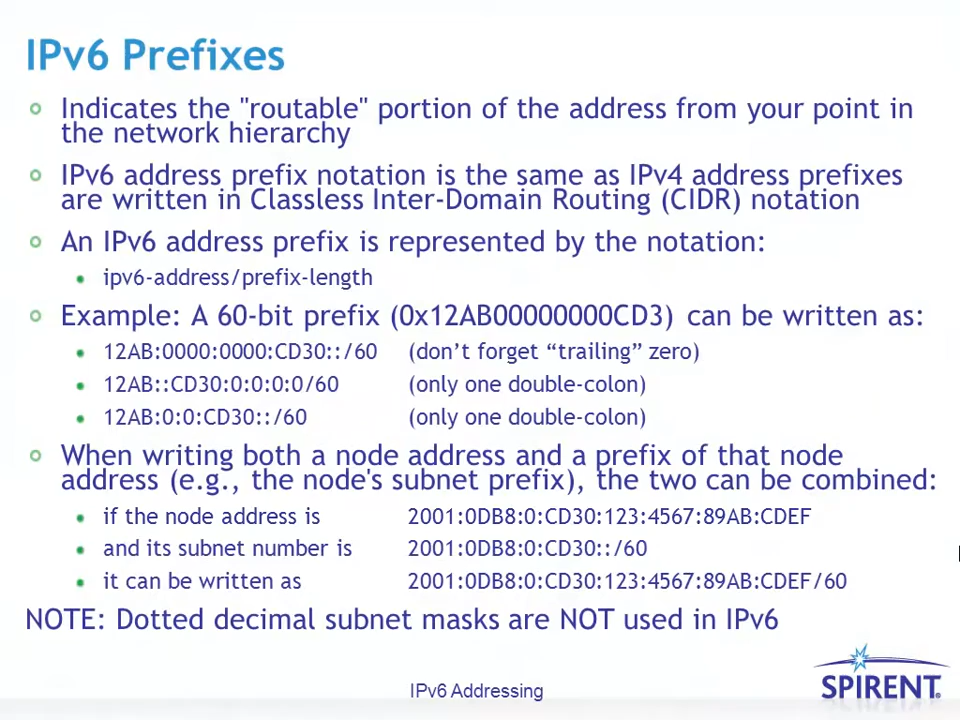 IPv6 Prefixes
Indicates the "routable" portion of the address from your point in
the network hierarchy
IPv6 address prefix notation is the same as IPv4 address prefixes
are written in Classless Inter-Domain Routing (CIDR) notation
An IPv6 address prefix is represented by the notation:
ipv6-address/prefix-length
Example: A 60-bit prefix (0x12AB00000000CD3) can be written as:
12AB:0000:0000:CD30::/60 (don't forget “trailing” zero)
12AB::CD30:0:0:0:0/60 (only one double-colon)
12AB:0:0:CD30::/60 (only one double-colon)
When writing both a node address and a prefix of that node
address (e.g., the node's subnet prefix), the two can be combined:
if the node address is 2001:0DB8:0:CD30:123:4567:89AB:CDEF
and its subnet number is 2001:0DB8:0:CD30::/60
it can be written as 2001:0DB8:0:CD30:123:4567:89AB:CDEF/60
NOTE: Dotted decimal subnet masks are NOT used in IPv6
IPv6 Addressing
SPIRENT®